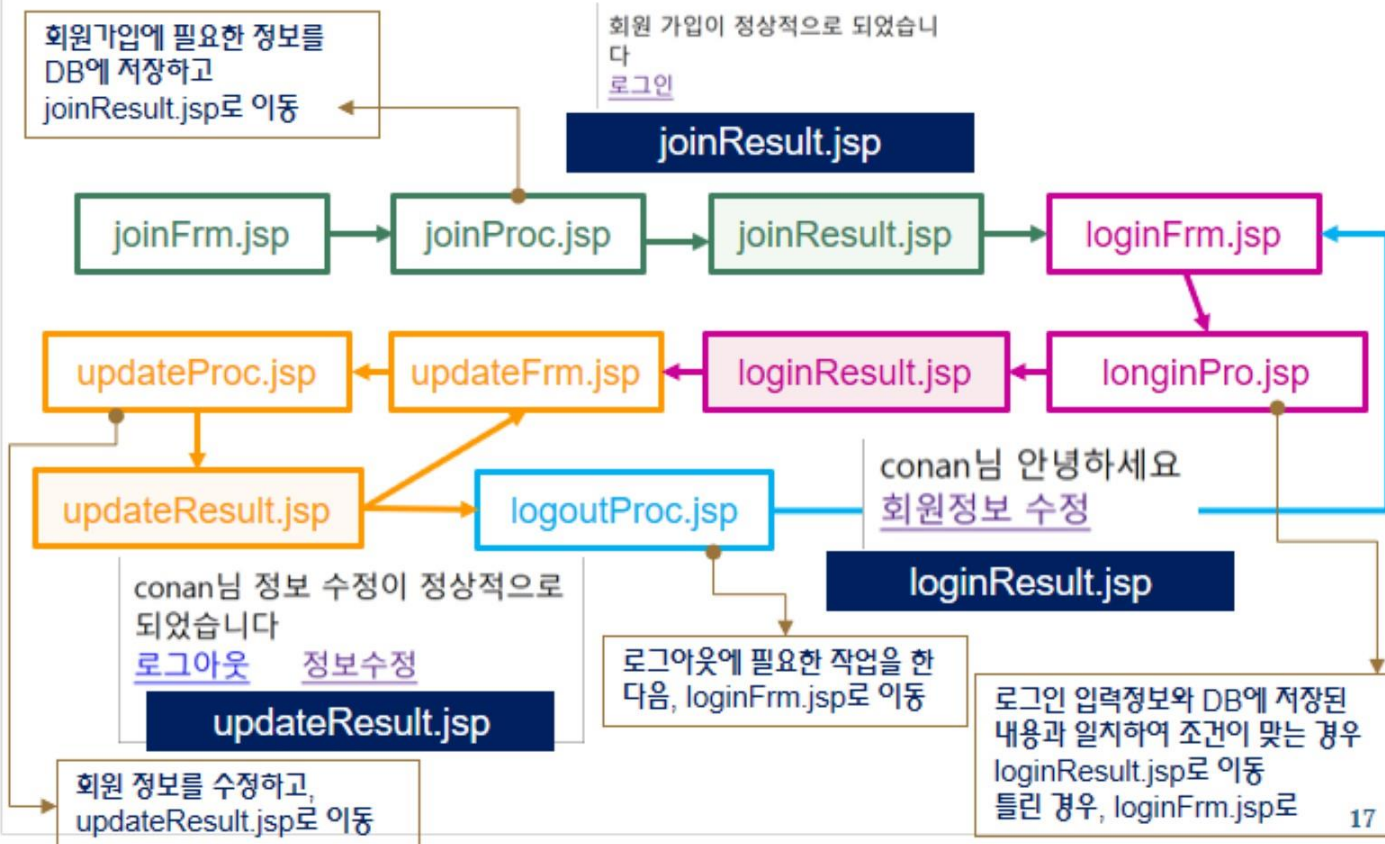 회원가입에 필요한 정보를
DB에 저장하고
joinResult.jsp로 이동
회원 가입이 정상적으로 되었습니
다
로그인
joinResult.jsp
joinFrm.jsp
joinProc.jsp
joinResult.jsp
loginFrm.jsp
updateProc.jsp
updateFrm.jsp
loginResult.jsp
longinPro.jsp
updateResult.jsp
logoutProc.jsp
conan님 안녕하세요
회원정보 수정
loginResult.jsp
conan님 정보 수정이 정상적으로
되었습니다
로그아웃 정보수정
updateResult.jsp
로그아웃에 필요한 작업을 한
다음, loginFrm.jsp로 이동
로그인 입력정보와 DB에 저장된
내용과 일치하여 조건이 맞는 경우
loginResult.jsp로 이동
틀린 경우, loginFrm.jsp로
회원 정보를 수정하고,
updateResult.jsp로 이동
17